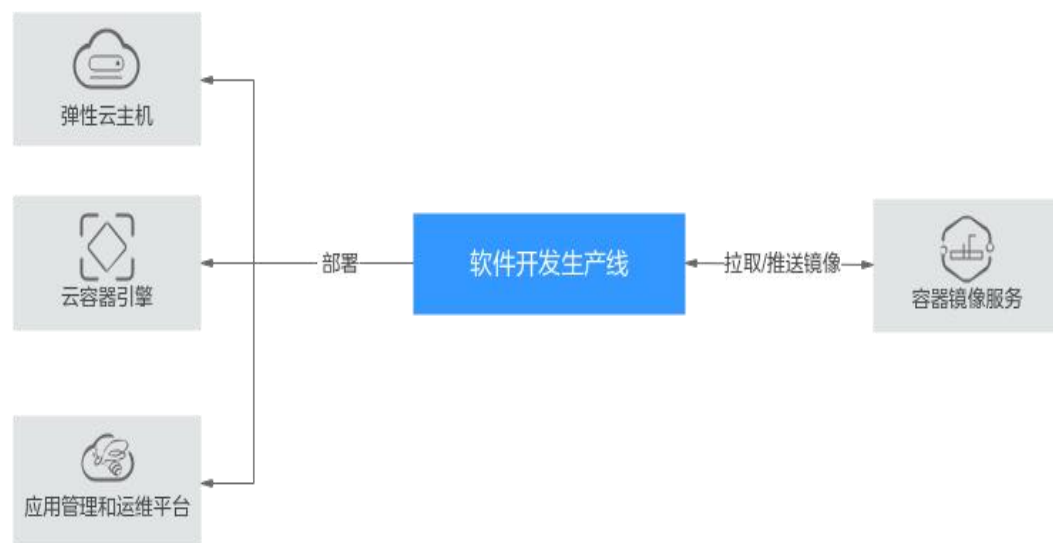 弹性云主机
云容器引擎
部署
软件开发生产线
拉取/推送镜像
容器镜像服务
应用管理和运维平台